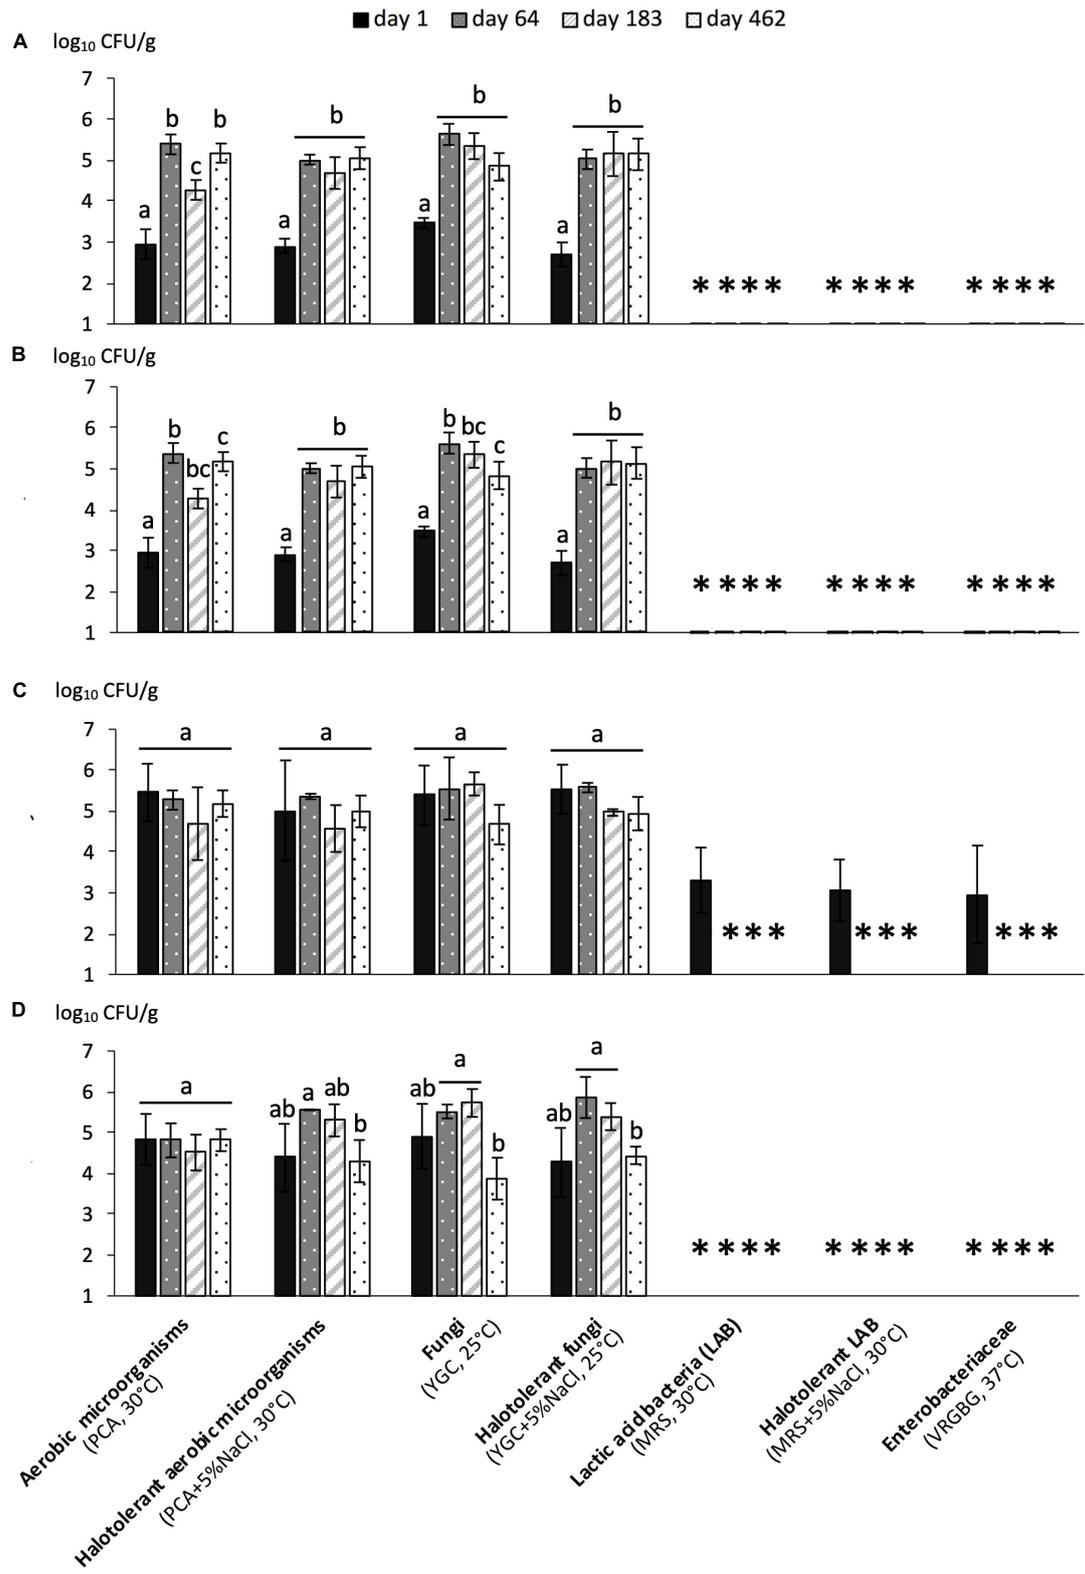 day 1 day 64 day 183 day 462
A log₁₀ CFU/g
7
6
5
4
3
2
1
a b c b
a b
a b
a b
**** **** ****
B log₁₀ CFU/g
7
6
5
4
3
2
1
a b bc c
a b
a b bc c
a b
**** **** ****
C log₁₀ CFU/g
7
6
5
4
3
2
1
a a a a
*** *** ***
D log₁₀ CFU/g
7
6
5
4
3
2
1
a
ab a ab b
ab a b
ab a b
**** **** ****
Aerobic microorganisms
(PCA, 30°C)
Halotolerant aerobic microorganisms
(PCA+5%NaCl, 30°C)
Fungi
(YGC, 25°C)
Halotolerant fungi
(YGC+5%NaCl, 25°C)
Lactic acid bacteria (LAB)
(MRS, 30°C)
Halotolerant LAB
(MRS+5%NaCl, 30°C)
Enterobacteriaceae
(VRGBG, 37°C)